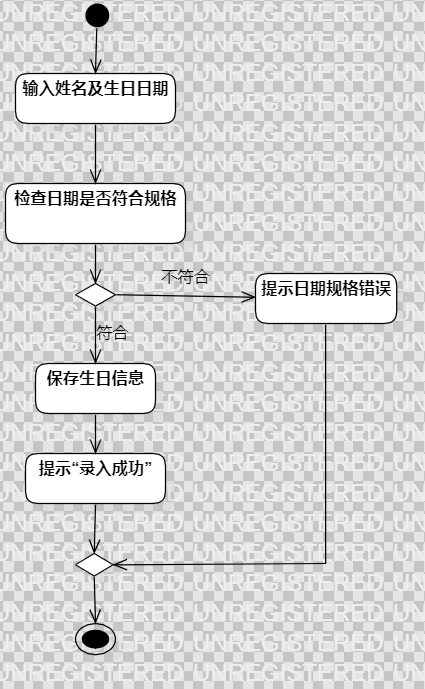 输入姓名及生日日期
检查日期是否符合规格
不符合
提示日期规格错误
符合
保存生日信息
提示“录入成功”
UNREGISTERED